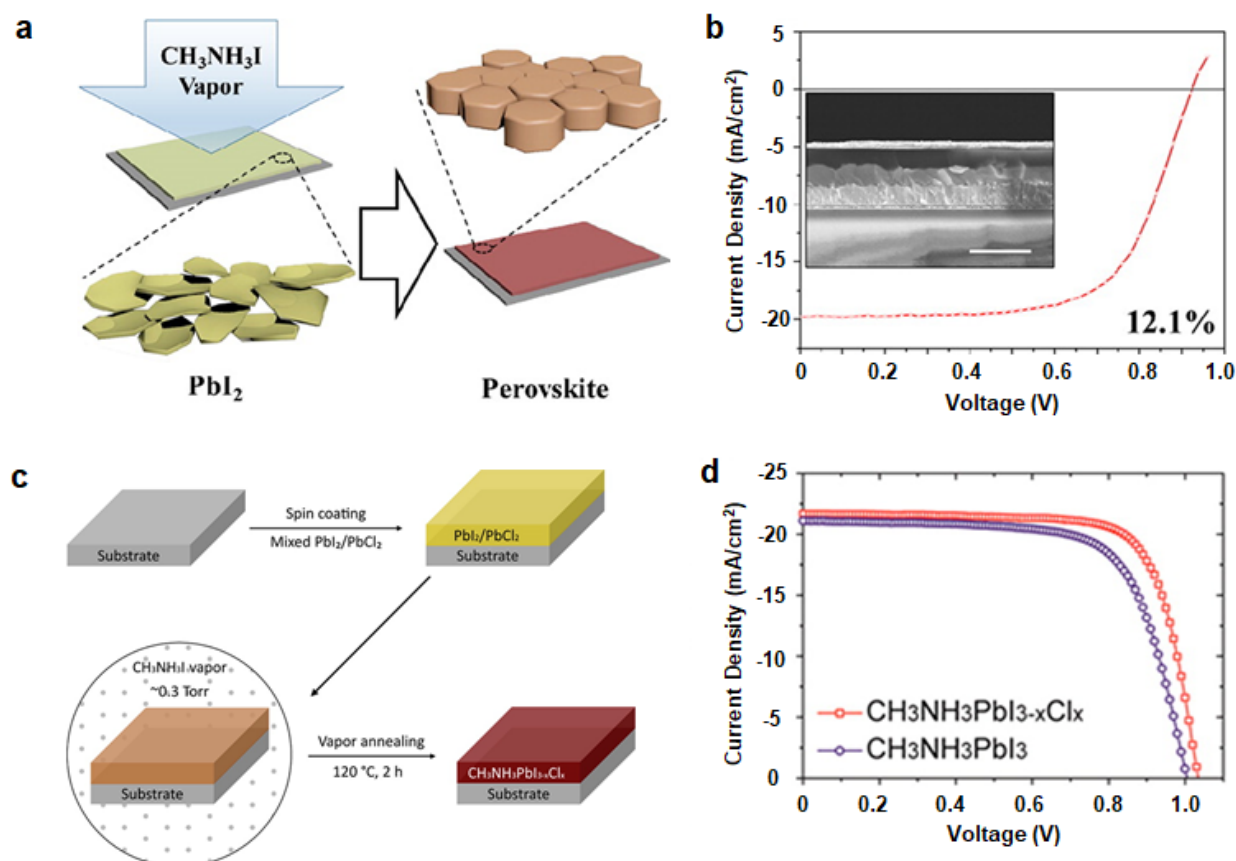 a
CH₃NH₃I
Vapor
PbI₂
Perovskite
b
Current Density (mA/cm²)
5
0
-5
-10
-15
-20
12.1%
0
0.2
0.4
0.6
0.8
1.0
Voltage (V)
c
Substrate
Spin coating
Mixed PbI₂/PbCl₂
PbI₂/PbCl₂
Substrate
CH₃NH₃I vapor
~0.3 Torr
Substrate
Vapor annealing
120 °C, 2 h
CH₃NH₃PbI₃₋ₓClₓ
Substrate
d
Current Density (mA/cm²)
-25
-20
-15
-10
-5
0
CH₃NH₃PbI₃₋ₓClₓ
CH₃NH₃PbI₃
0
0.2
0.4
0.6
0.8
1.0
Voltage (V)